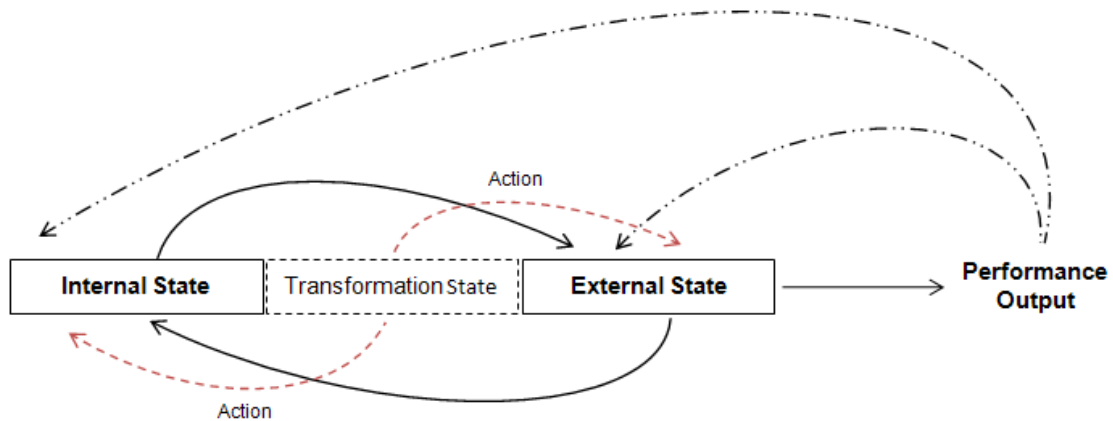 Action
Internal State
Transformation State
External State
Performance
Output
Action